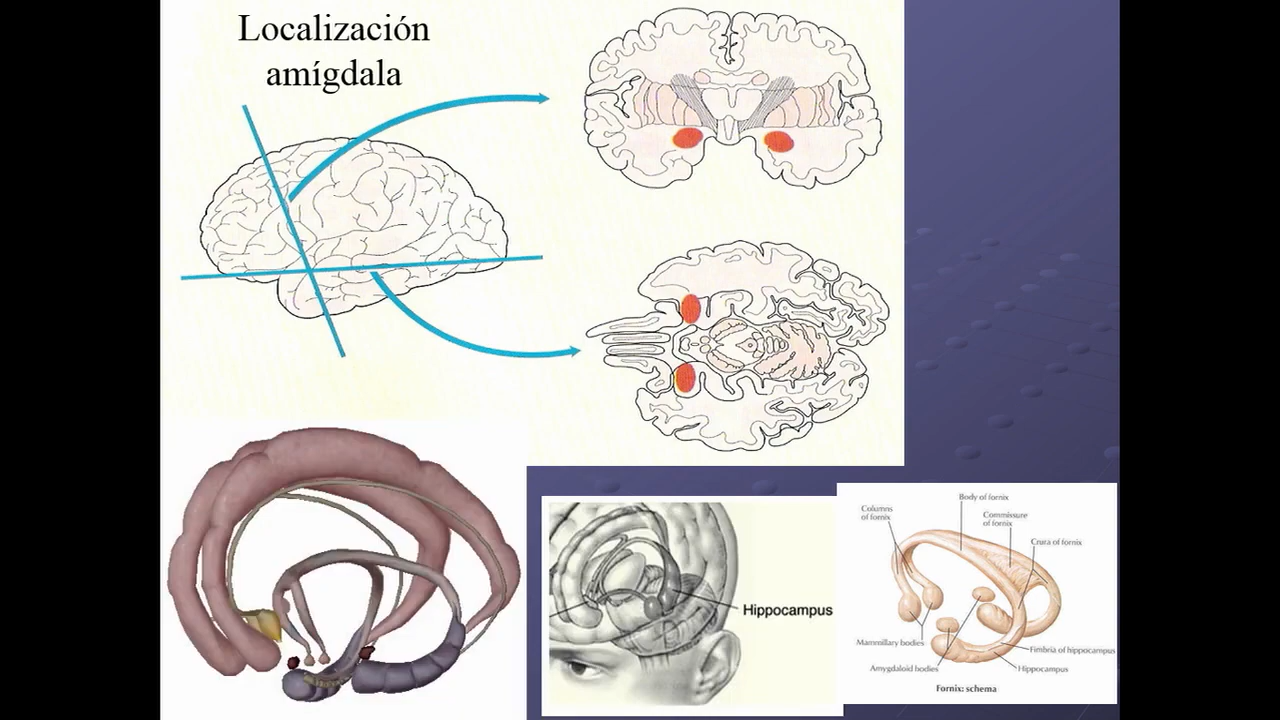 Localización
amígdala
Hippocampus
Body of fornix
Columns
of fornix
Commissure
of fornix
Crura of fornix
Mammillary bodies
Fimbria of hippocampus
Amygdaloid bodies
Hippocampus
Fornix: schema